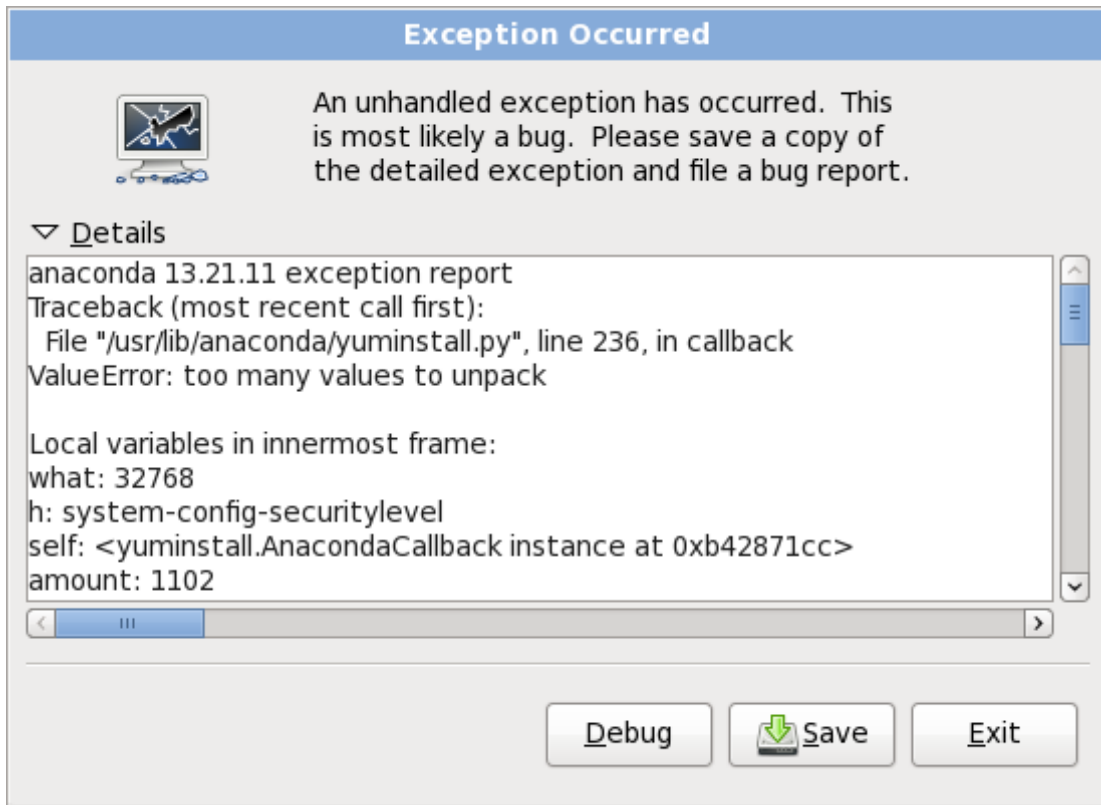 Exception Occurred
An unhandled exception has occurred.  This
is most likely a bug.  Please save a copy of
the detailed exception and file a bug report.
Details
anaconda 13.21.11 exception report
Traceback (most recent call first):
  File "/usr/lib/anaconda/yuminstall.py", line 236, in callback
ValueError: too many values to unpack
Local variables in innermost frame:
what: 32768
h: system-config-securitylevel
self: <yuminstall.AnacondaCallback instance at 0xb42871cc>
amount: 1102
Debug Save Exit